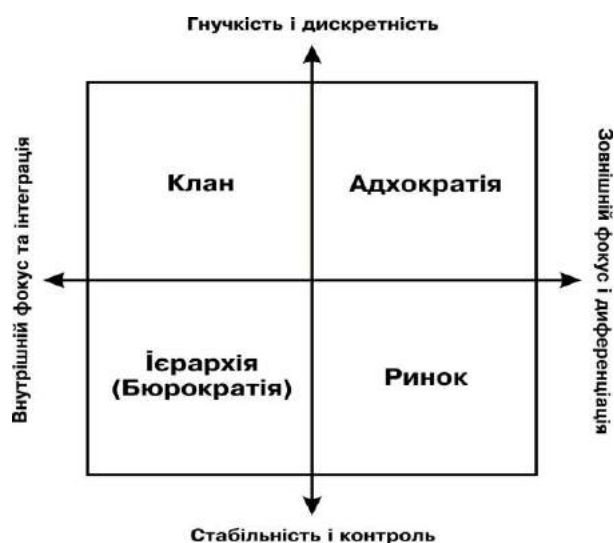 Гнучкість і дискретність
Внутрішній фокус та інтеграція
Зовнішній фокус і диференціація
Клан
Адхократія
Ієрархія
(Бюрократія)
Ринок
Стабільність і контроль